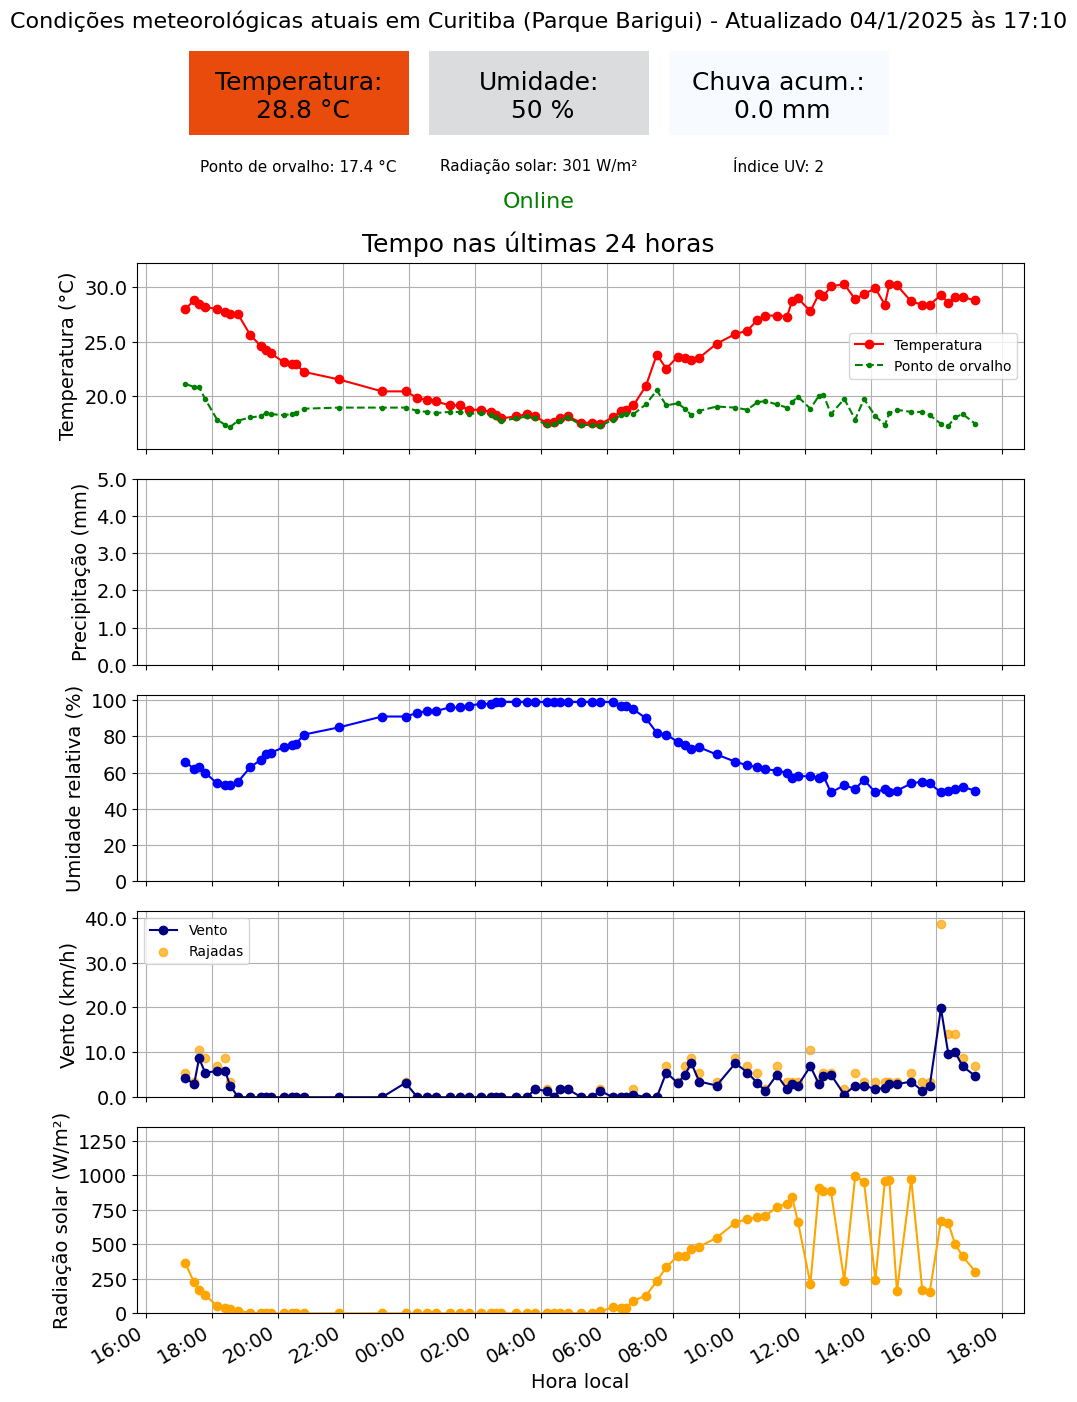 Condições meteorológicas atuais em Curitiba (Parque Barigui) - Atualizado 04/1/2025 às 17:10
Temperatura:
28.8 °C
Umidade:
50 %
Chuva acum.:
0.0 mm
Ponto de orvalho: 17.4 °C
Radiação solar: 301 W/m²
Índice UV: 2
Online
Tempo nas últimas 24 horas
Temperatura (°C)
30.0
25.0
20.0
Temperatura
Ponto de orvalho
Precipitação (mm)
5.0
4.0
3.0
2.0
1.0
0.0
Umidade relativa (%)
100
80
60
40
20
0
Vento (km/h)
40.0
30.0
20.0
10.0
0.0
Vento
Rajadas
Radiação solar (W/m²)
1250
1000
750
500
250
0
16:00
18:00
20:00
22:00
00:00
02:00
04:00
06:00
08:00
10:00
12:00
14:00
16:00
18:00
Hora local